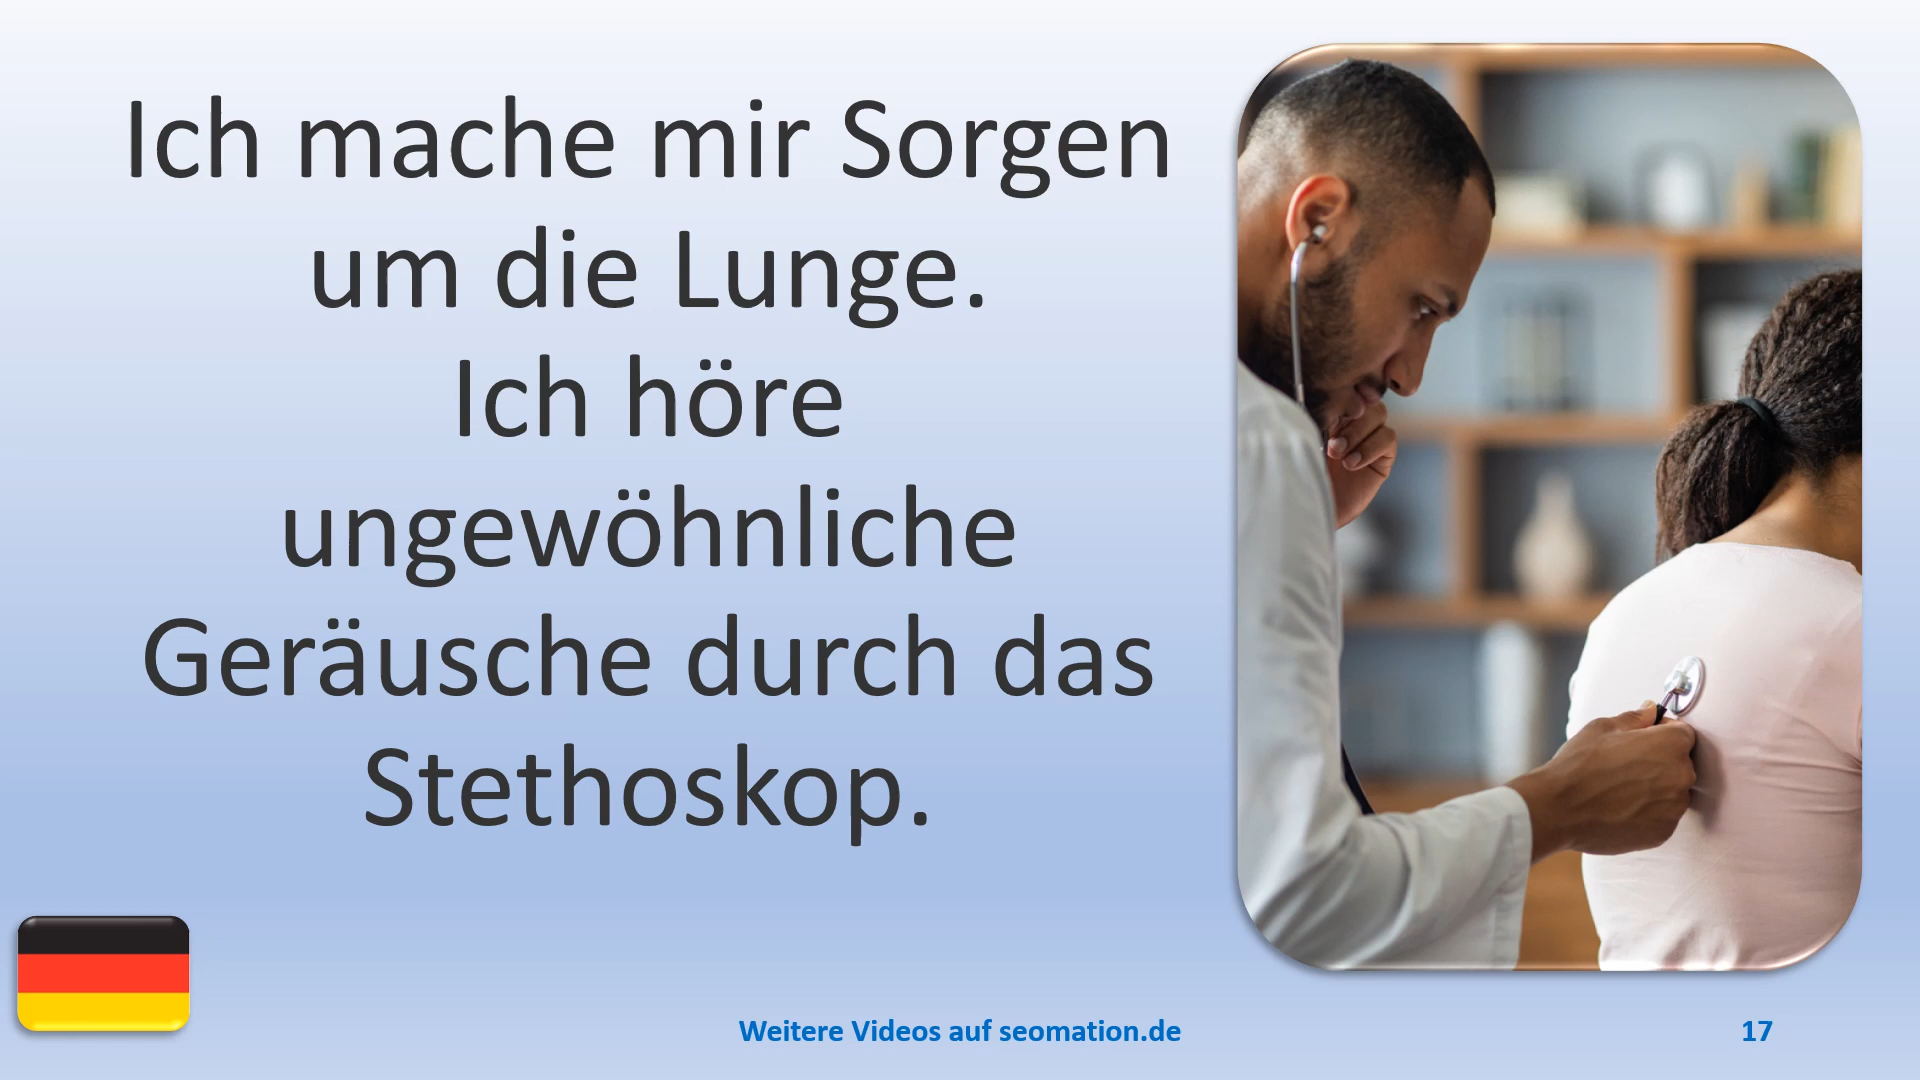 Ich mache mir Sorgen
um die Lunge.
Ich höre
ungewöhnliche
Geräusche durch das
Stethoskop.
Weitere Videos auf seomation.de
17